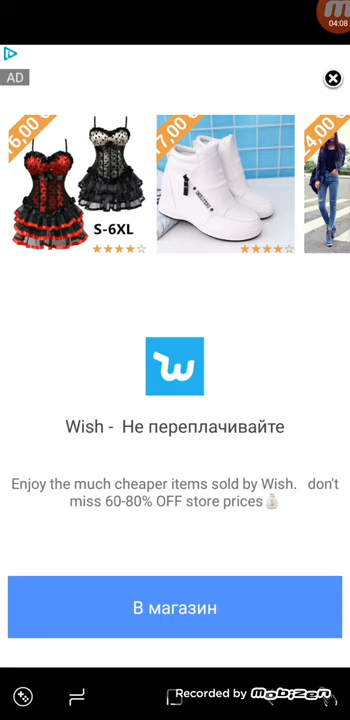 04:08
AD
6,00
7,00
4,00
S-6XL
Wish - Не переплачивайте
Enjoy the much cheaper items sold by Wish. don't
miss 60-80% OFF store prices💰
В магазин
Recorded by MOBIZEN